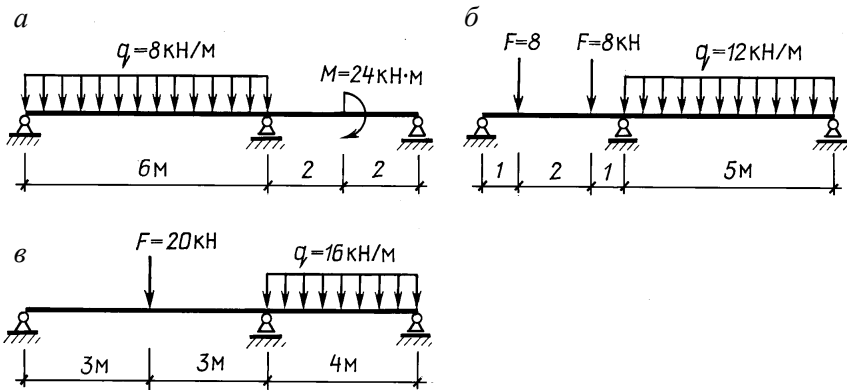 а
q=8кН/м
M=24кН·м
6м
2
2
б
F=8
F=8кН
q=12кН/м
1
2
1
5м
в
F=20кН
q=16кН/м
3м
3м
4м